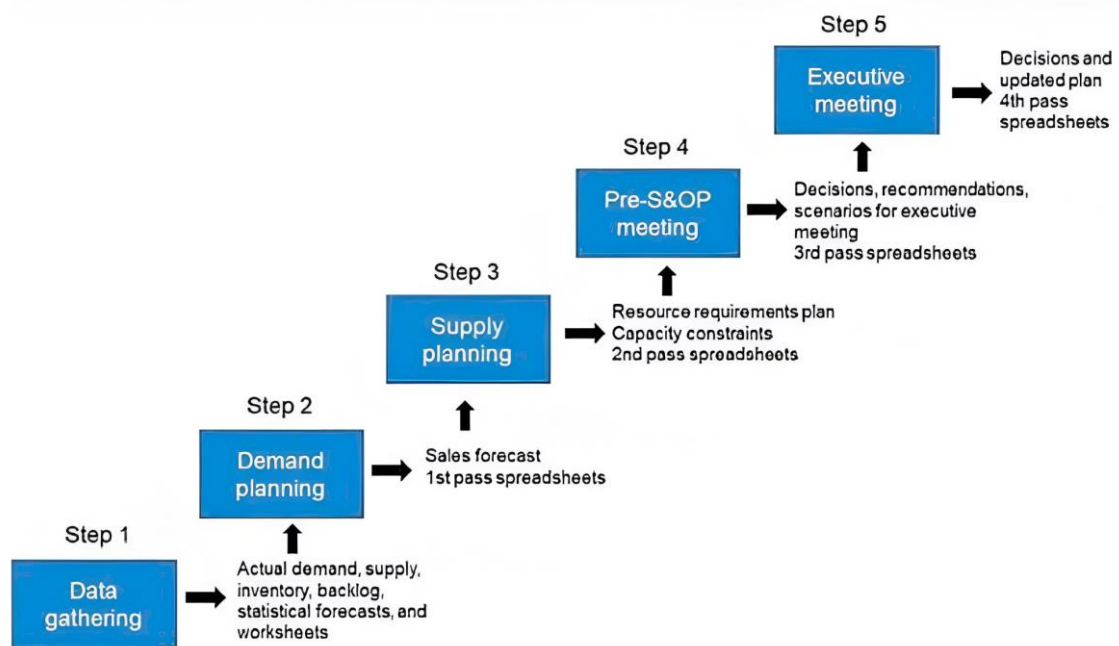 Step 5
Executive
meeting
Decisions and
updated plan
4th pass
spreadsheets
Step 4
Pre-S&OP
meeting
Decisions, recommendations,
scenarios for executive
meeting
3rd pass spreadsheets
Step 3
Supply
planning
Resource requirements plan
Capacity constraints
2nd pass spreadsheets
Step 2
Demand
planning
Sales forecast
1st pass spreadsheets
Step 1
Data
gathering
Actual demand, supply,
inventory, backlog,
statistical forecasts, and
worksheets